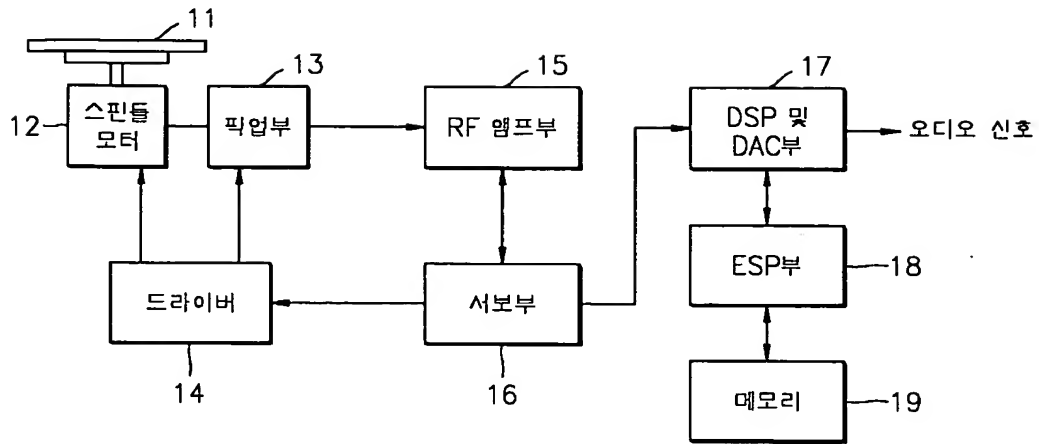 11
12
스핀들
모터
13
픽업부
15
RF 앰프부
17
DSP 및
DAC부
오디오 신호
드라이버
14
서보부
16
ESP부
18
메모리
19